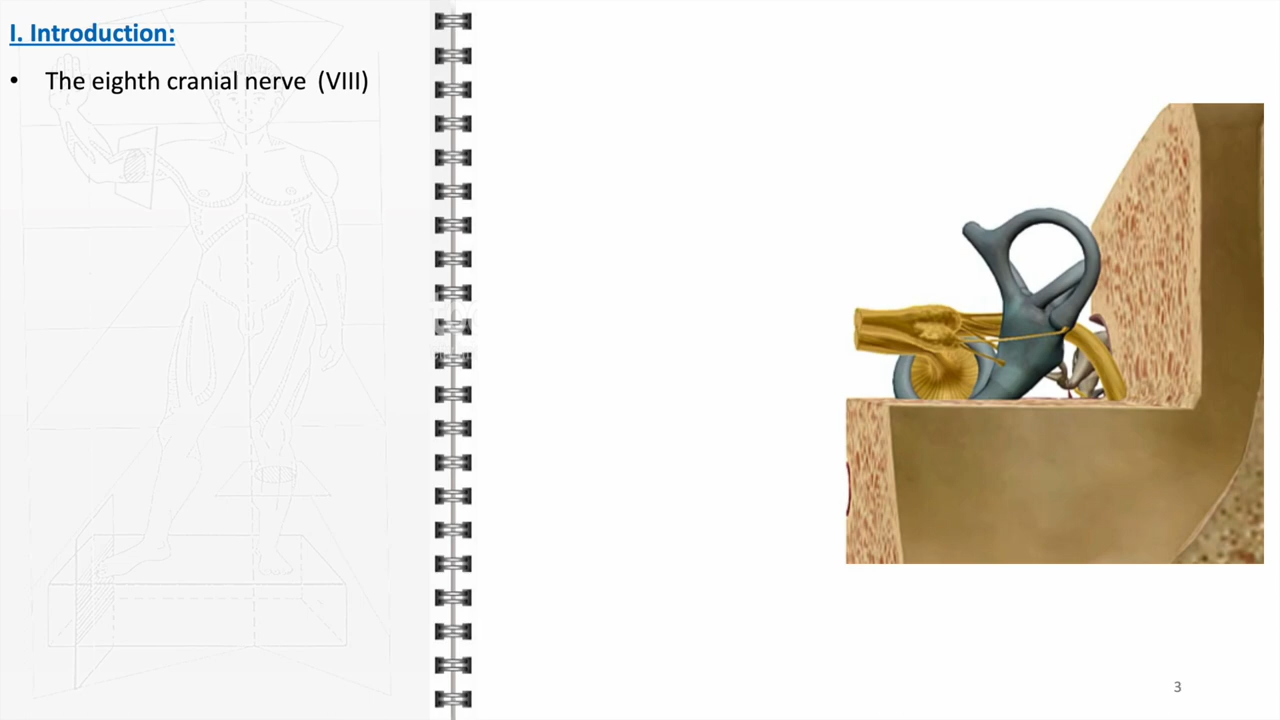 I. Introduction:
• The eighth cranial nerve (VIII)
3